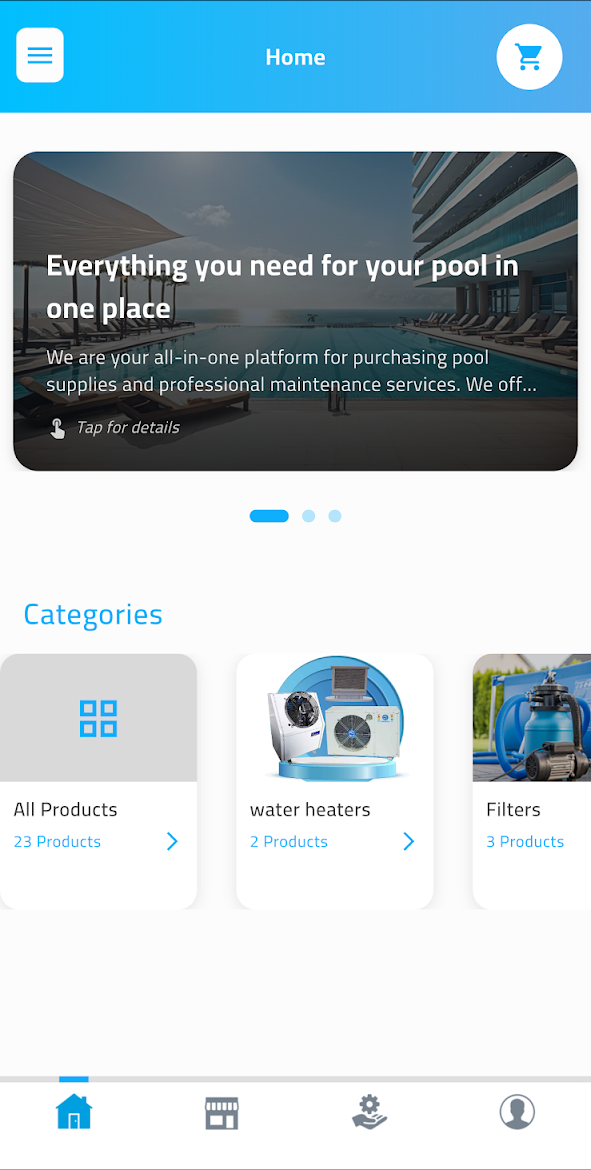 Home
Everything you need for your pool in
one place
We are your all-in-one platform for purchasing pool
supplies and professional maintenance services. We off...
Tap for details
Categories
All Products
23 Products
water heaters
2 Products
Filters
3 Products